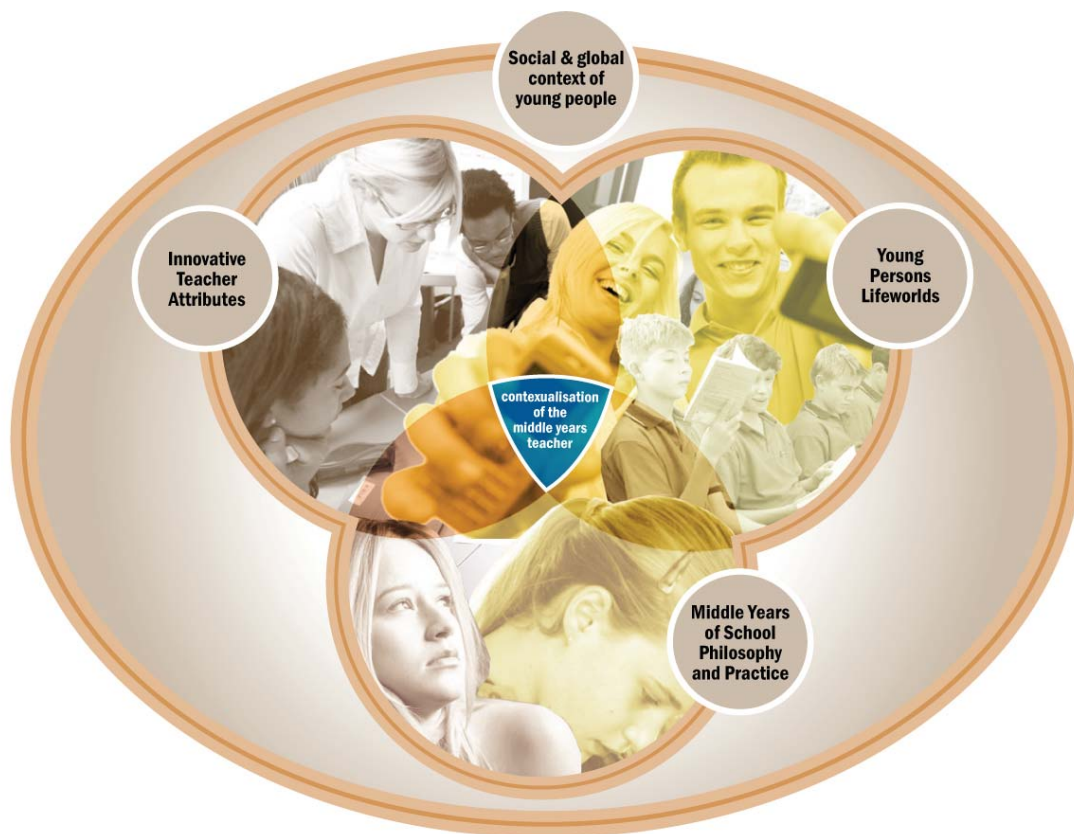 Social & global
context of
young people
Innovative
Teacher
Attributes
Young
Persons
Lifeworlds
contexualisation
of the
middle years
teacher
Middle Years
of School
Philosophy
and Practice